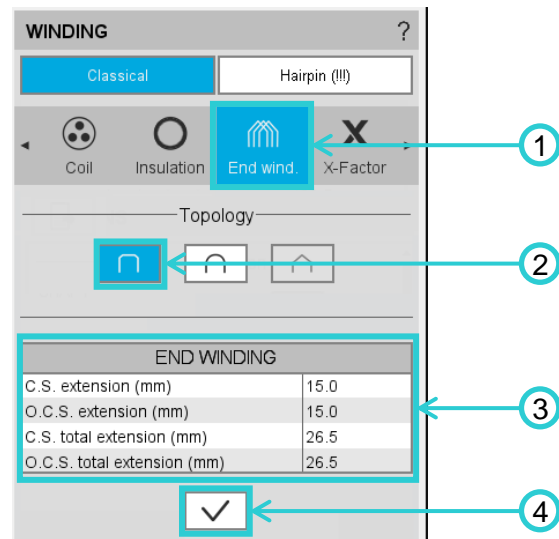 WINDING ?
Classical Hairpin (!!!)
Coil Insulation End wind. X-Factor
1
Topology
2
END WINDING
C.S. extension (mm) 15.0
O.C.S. extension (mm) 15.0
C.S. total extension (mm) 26.5
O.C.S. total extension (mm) 26.5
3
4